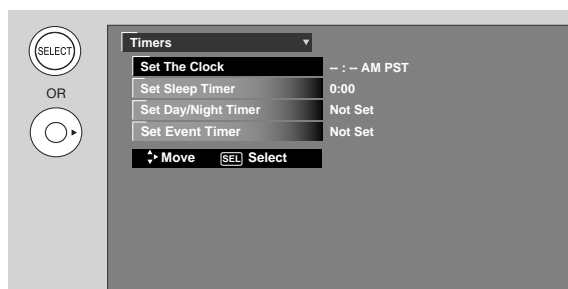 SELECT
OR
Timers
Set The Clock -- : -- AM PST
Set Sleep Timer 0:00
Set Day/Night Timer Not Set
Set Event Timer Not Set
Move SEL Select